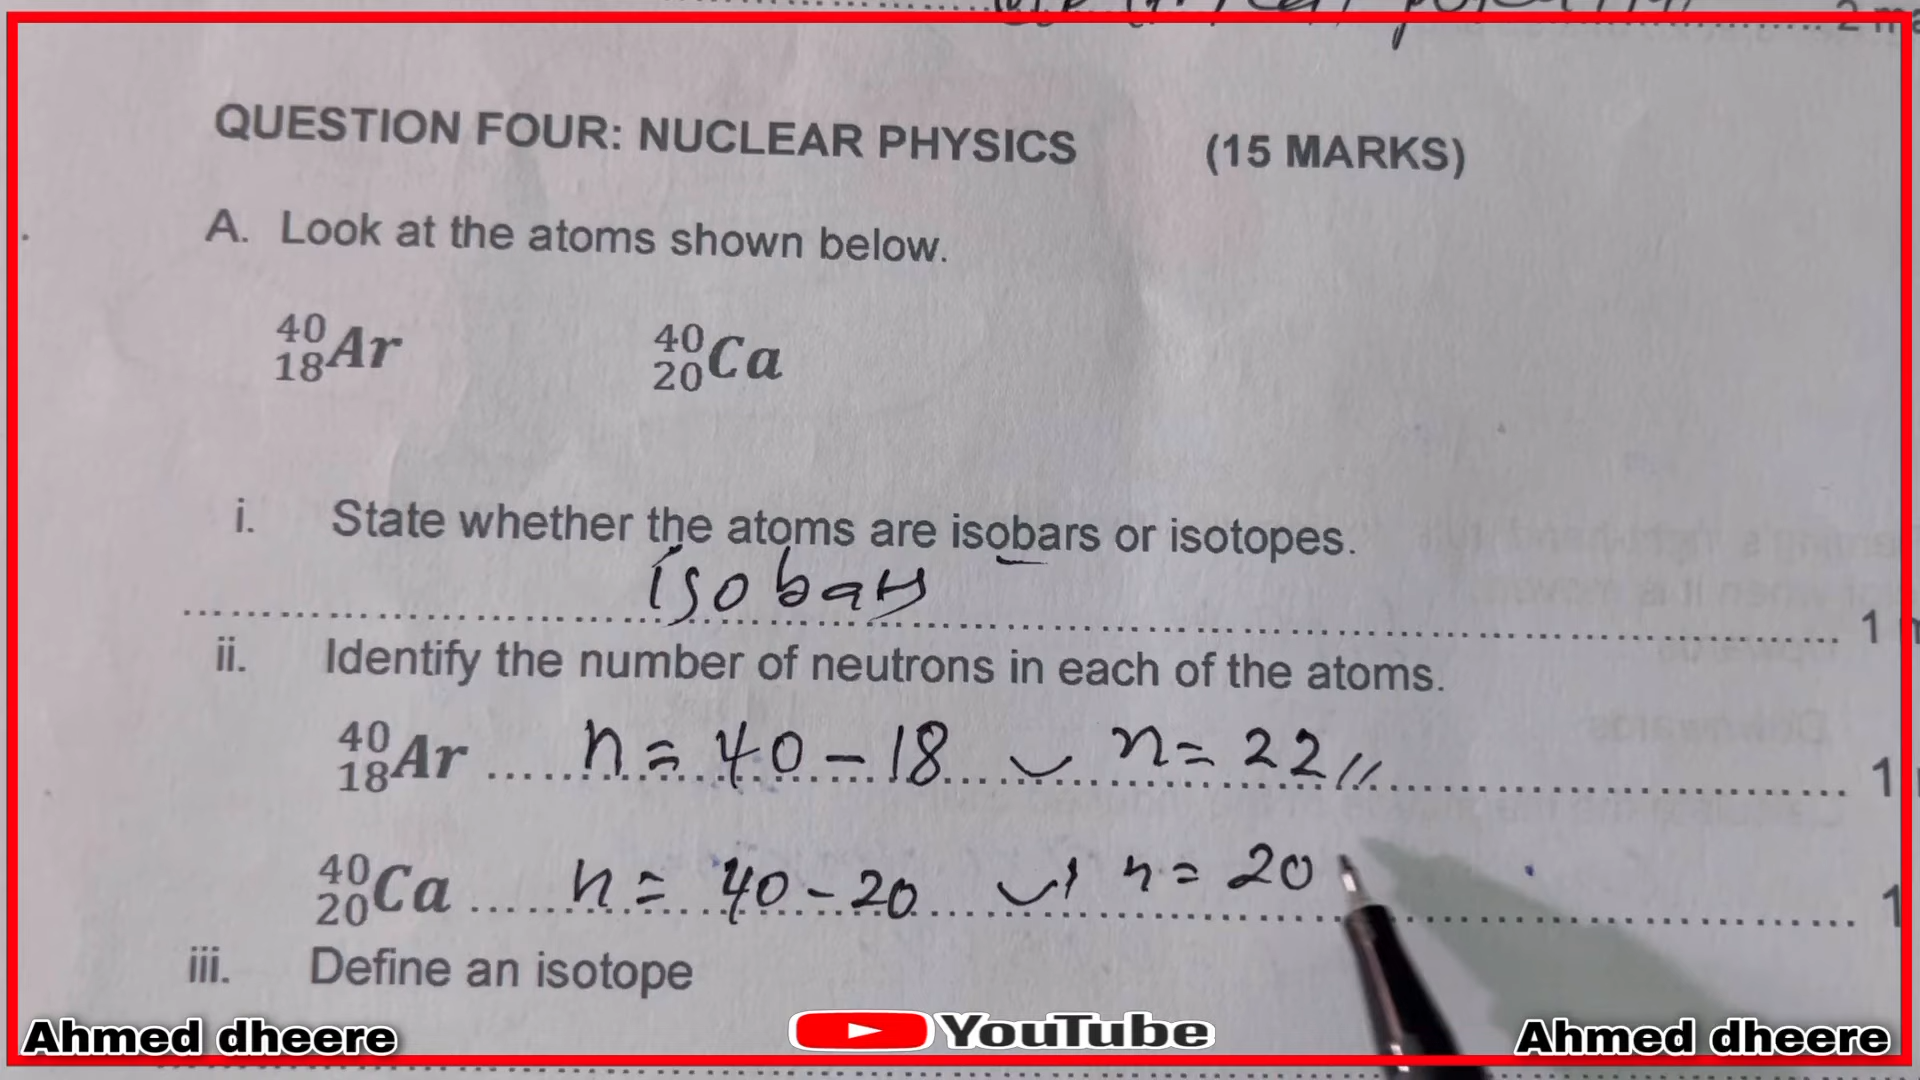 QUESTION FOUR: NUCLEAR PHYSICS (15 MARKS)
A. Look at the atoms shown below.
40 18 Ar 40 20 Ca
i. State whether the atoms are isobars or isotopes.
isobars
1
ii. Identify the number of neutrons in each of the atoms.
40 18 Ar n = 40 - 18 n = 22 // 1
40 20 Ca n = 40 - 20 n = 20 1
iii. Define an isotope
Ahmed dheere YouTube Ahmed dheere